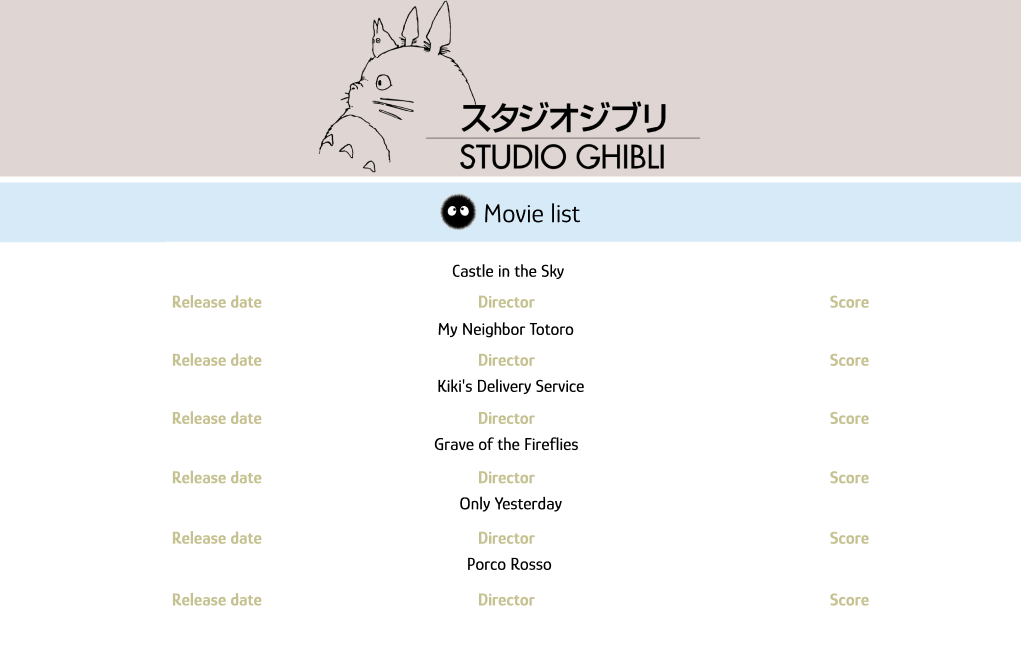 スタジオジブリ
STUDIO GHIBLI
Movie list
Castle in the Sky
Release date Director Score
My Neighbor Totoro
Release date Director Score
Kiki's Delivery Service
Release date Director Score
Grave of the Fireflies
Release date Director Score
Only Yesterday
Release date Director Score
Porco Rosso
Release date Director Score